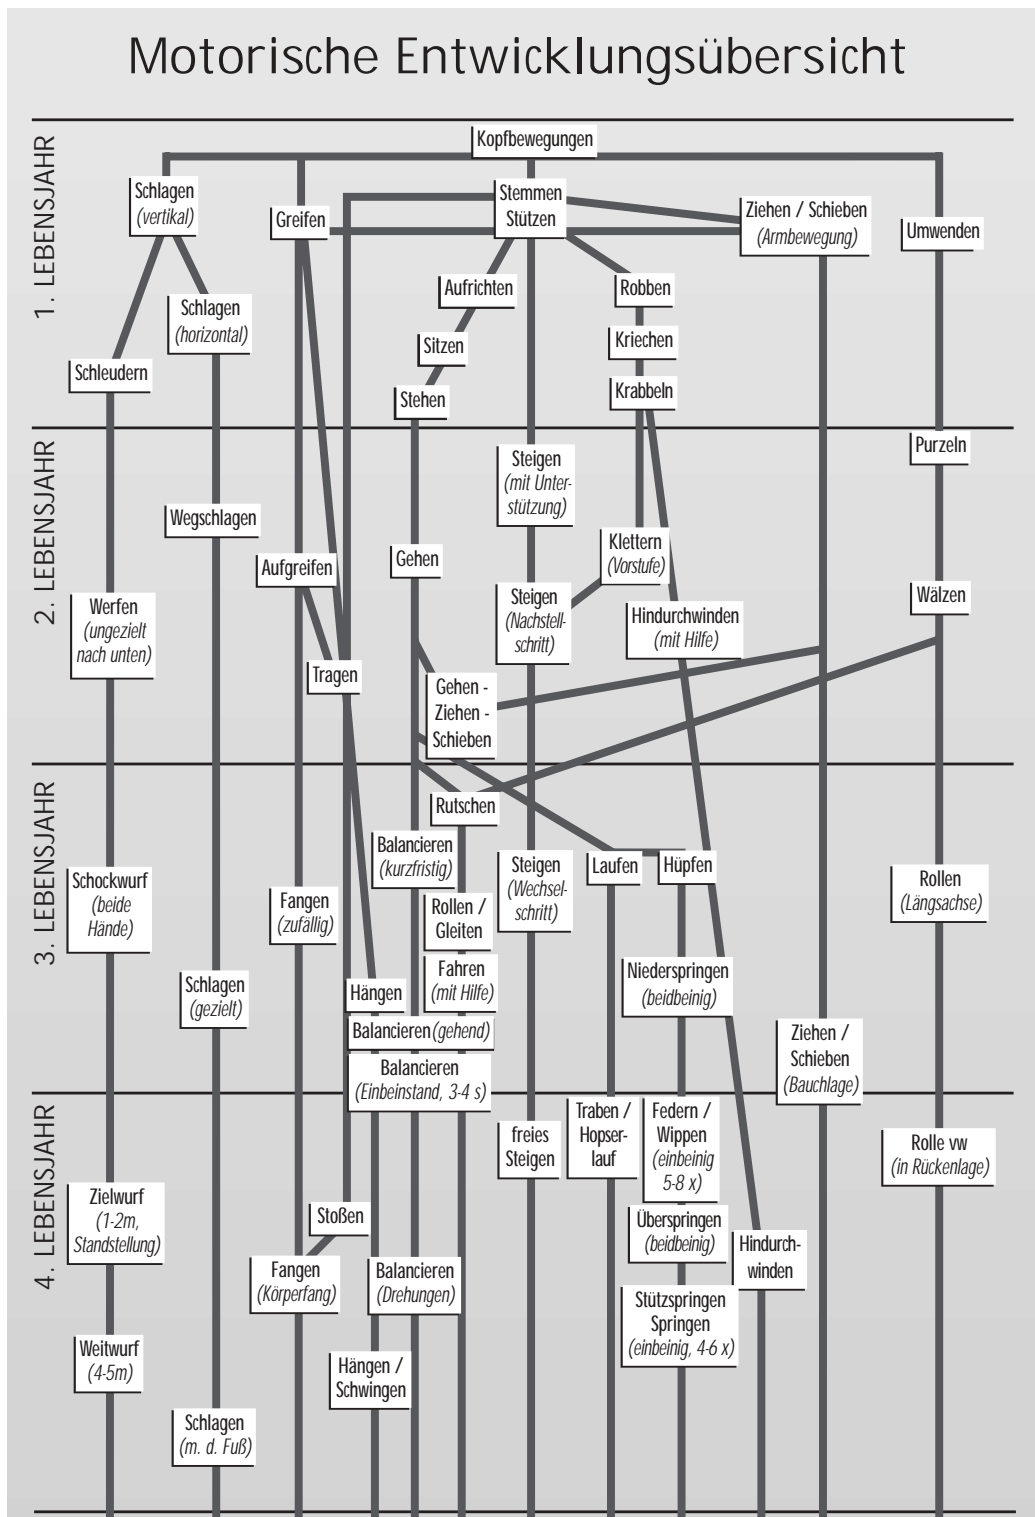 Motorische Entwicklungsübersicht
1. LEBENSJAHR
Kopfbewegungen
Schlagen
(vertikal)
Greifen
Stemmen
Stützen
Ziehen / Schieben
(Armbewegung)
Umwenden
Aufrichten
Robben
Schlagen
(horizontal)
Sitzen
Kriechen
Schleudern
Stehen
Krabbeln
2. LEBENSJAHR
Purzeln
Steigen
(mit Unter-
stützung)
Wegschlagen
Klettern
(Vorstufe)
Gehen
Aufgreifen
Werfen
(ungezielt
nach unten)
Steigen
(Nachstell-
schritt)
Hindurchwinden
(mit Hilfe)
Wälzen
Tragen
Gehen -
Ziehen -
Schieben
3. LEBENSJAHR
Rutschen
Balancieren
(kurzfristig)
Steigen
(Wechsel-
schritt)
Laufen
Hüpfen
Schockwurf
(beide
Hände)
Fangen
(zufällig)
Rollen /
Gleiten
Rollen
(Längsachse)
Schlagen
(gezielt)
Hängen
Fahren
(mit Hilfe)
Niederspringen
(beidbeinig)
Balancieren (gehend)
Ziehen /
Schieben
(Bauchlage)
Balancieren
(Einbeinstand, 3-4 s)
4. LEBENSJAHR
freies
Steigen
Traben /
Hopser-
lauf
Federn /
Wippen
(einbeinig
5-8 x)
Rolle vw
(in Rückenlage)
Zielwurf
(1-2m,
Standstellung)
Stoßen
Überspringen
(beidbeinig)
Hindurch-
winden
Fangen
(Körperfang)
Balancieren
(Drehungen)
Stützspringen
Springen
(einbeinig, 4-6 x)
Weitwurf
(4-5m)
Hängen /
Schwingen
Schlagen
(m. d. Fuß)